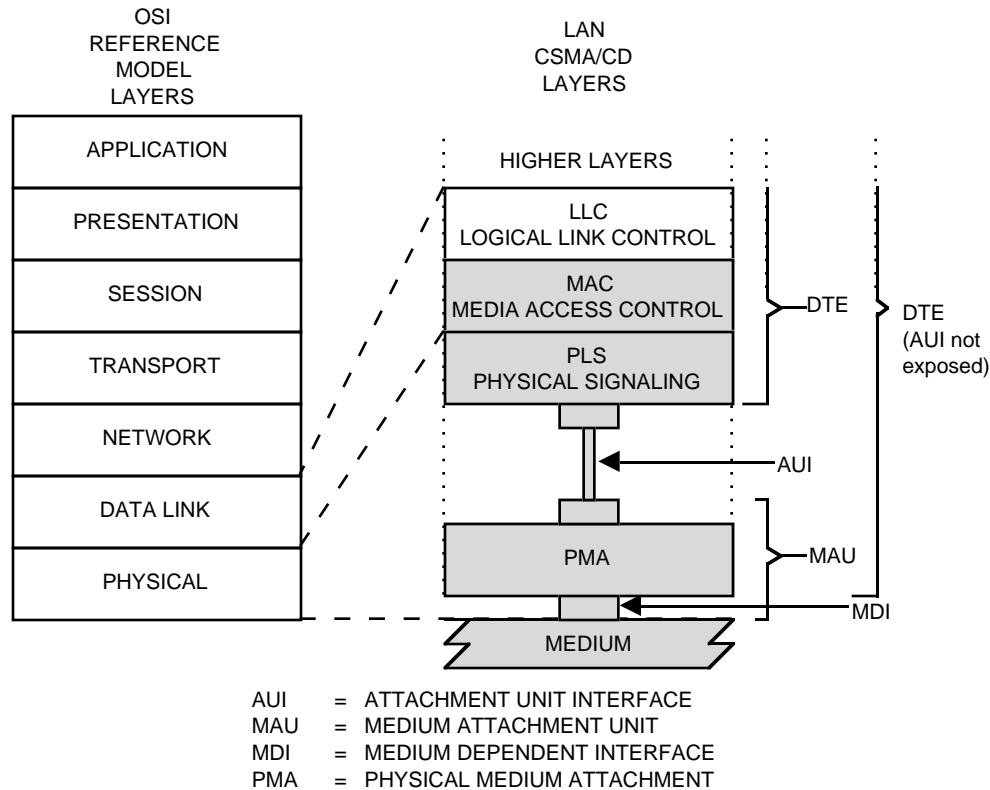 OSI
REFERENCE
MODEL
LAYERS
APPLICATION
PRESENTATION
SESSION
TRANSPORT
NETWORK
DATA LINK
PHYSICAL
LAN
CSMA/CD
LAYERS
HIGHER LAYERS
LLC
LOGICAL LINK CONTROL
MAC
MEDIA ACCESS CONTROL
PLS
PHYSICAL SIGNALING
PMA
MEDIUM
DTE
AUI
MAU
MDI
DTE
(AUI not
exposed)
AUI = ATTACHMENT UNIT INTERFACE
MAU = MEDIUM ATTACHMENT UNIT
MDI = MEDIUM DEPENDENT INTERFACE
PMA = PHYSICAL MEDIUM ATTACHMENT